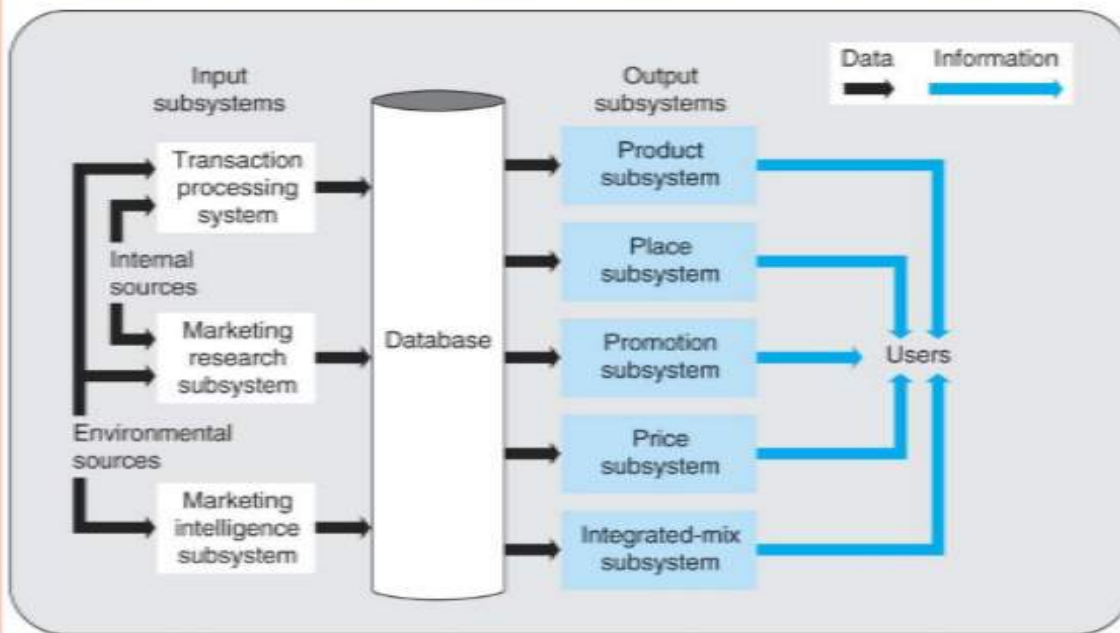 Input
subsystems
Output
subsystems
Data
Information
Transaction
processing
system
Internal
sources
Marketing
research
subsystem
Environmental
sources
Marketing
intelligence
subsystem
Database
Product
subsystem
Place
subsystem
Promotion
subsystem
Price
subsystem
Integrated-mix
subsystem
Users